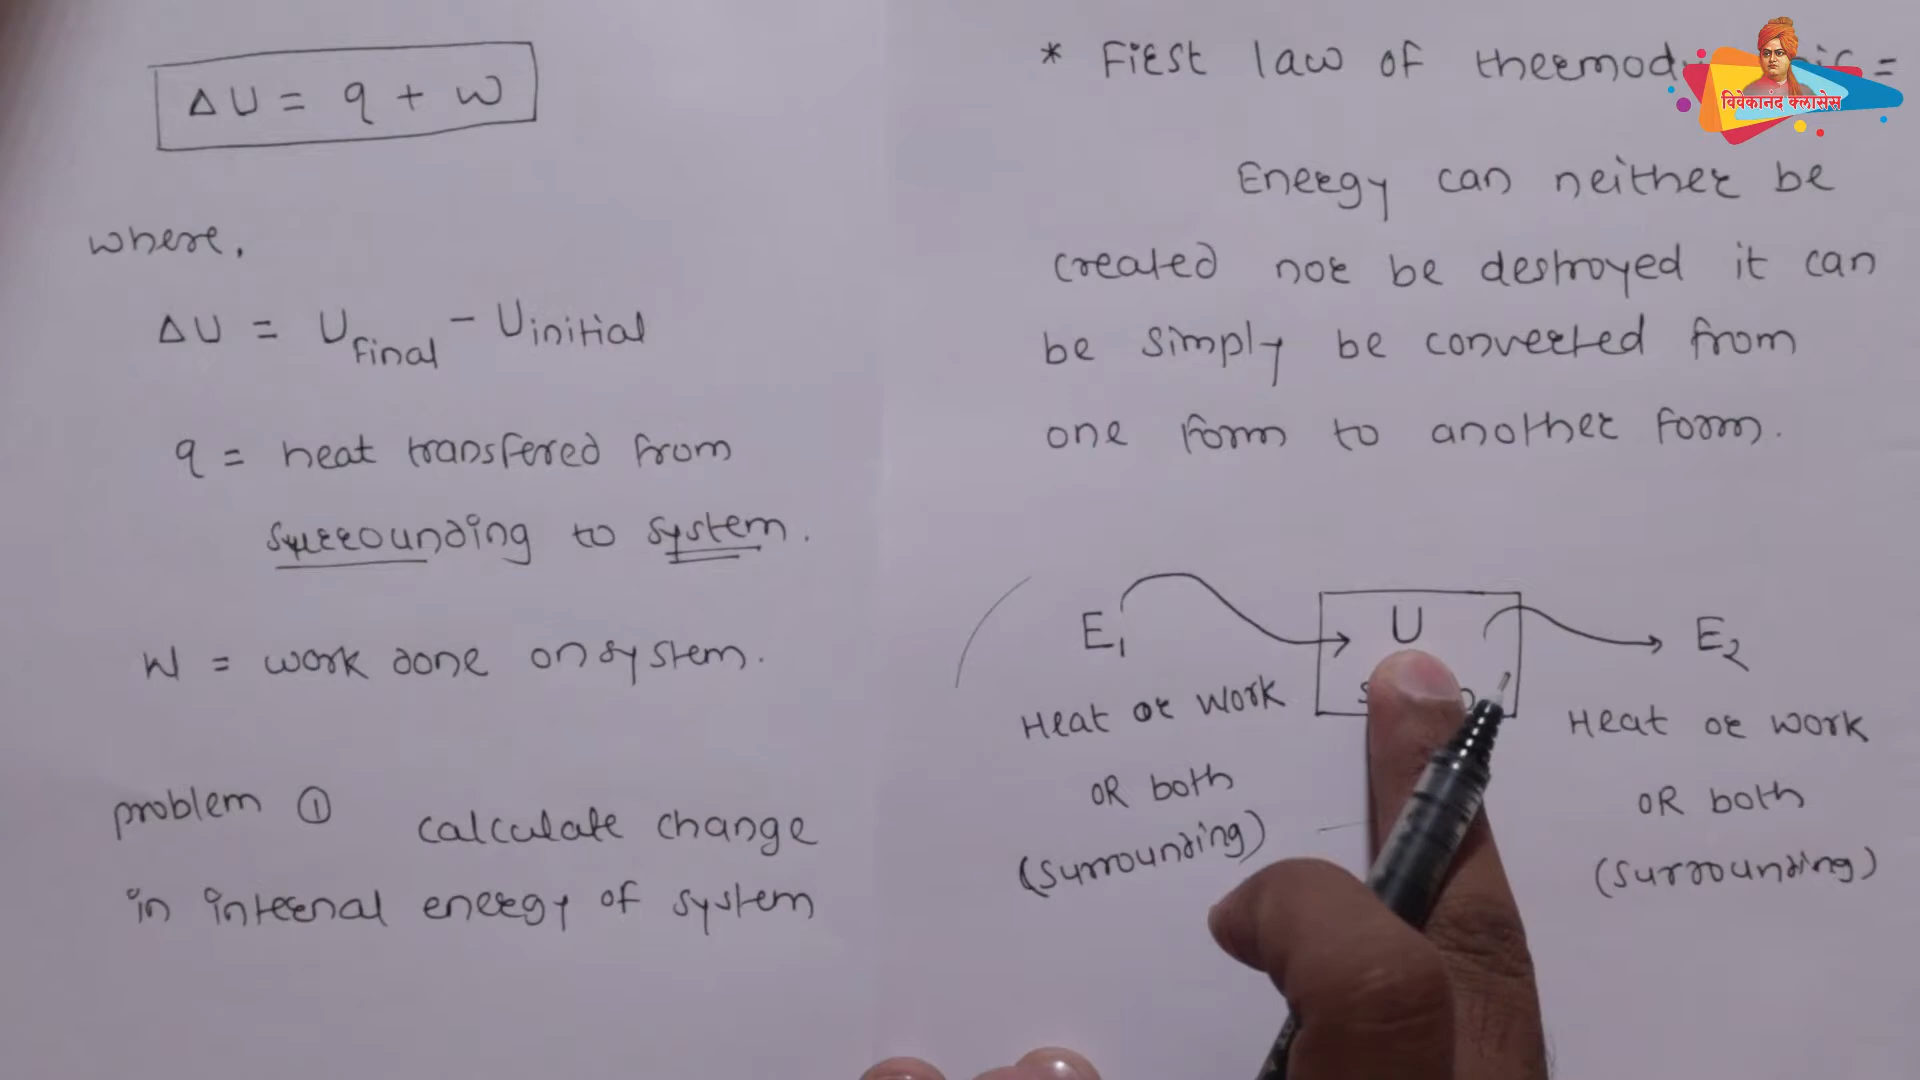 ΔU = q + w
where,
ΔU = U final - U initial
q = heat transfered from
surrounding to system.
W = work done on system.
problem ① calculate change
in internal energy of system
* First law of =
विवेकानंद क्लासेस
Energy can neither be
created nor be destroyed it can
be simply be converted from
one form to another form.
E1 U E2
Heat or work
OR both
(surrounding)
Heat or work
OR both
(surrounding)